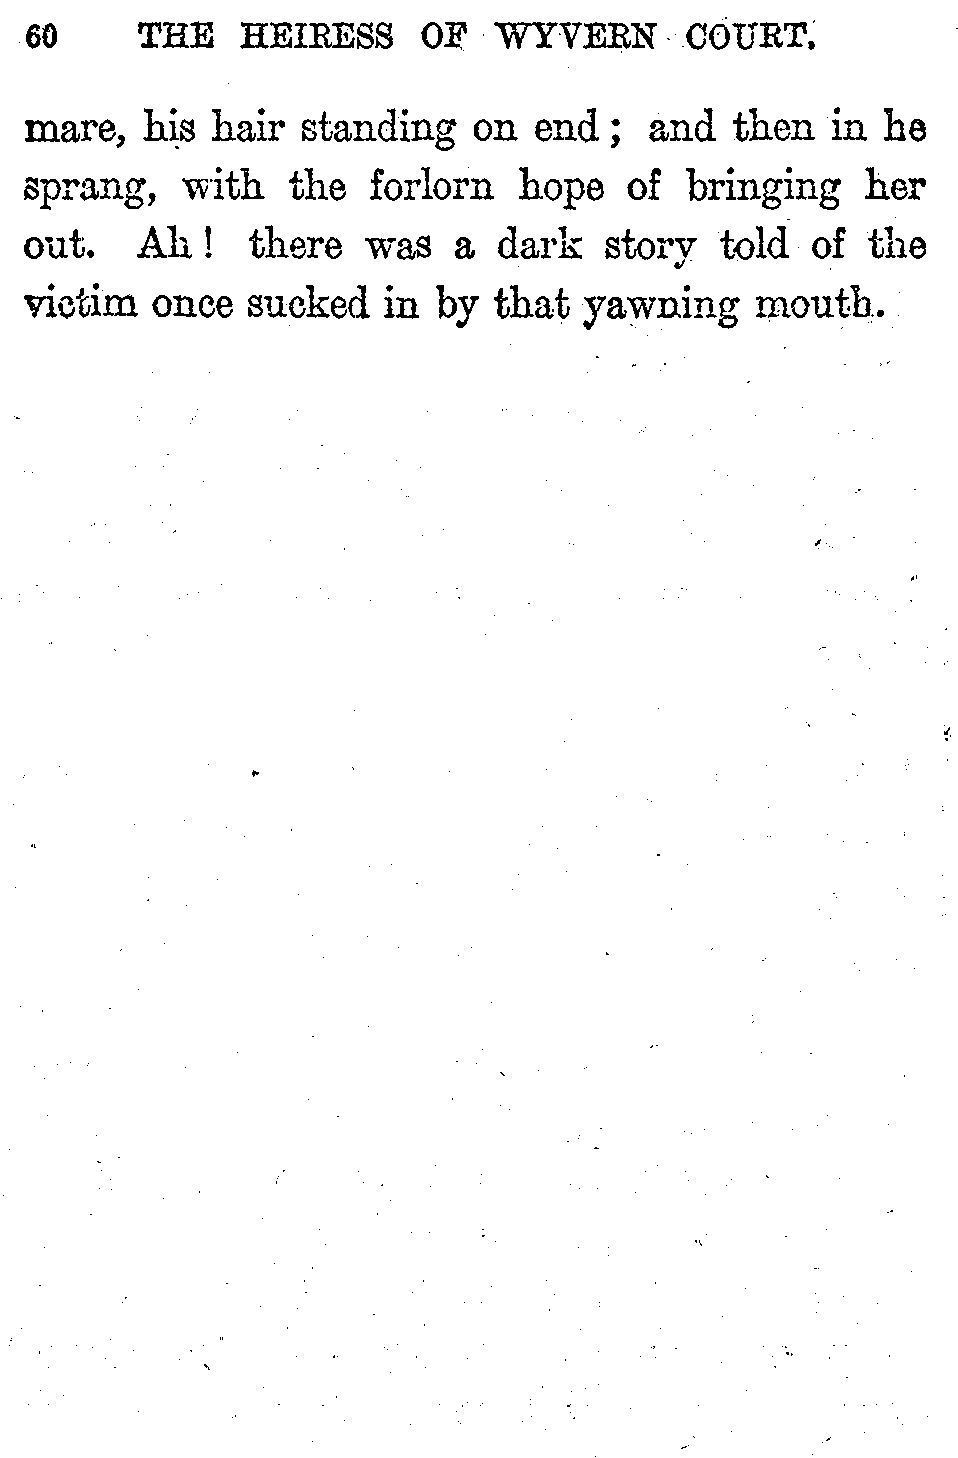 60 THE HEIRESS OF WYVERN COURT.
mare, his hair standing on end; and then in he
sprang, with the forlorn hope of bringing her
out. Ah! there was a dark story told of the
victim once sucked in by that yawning mouth.